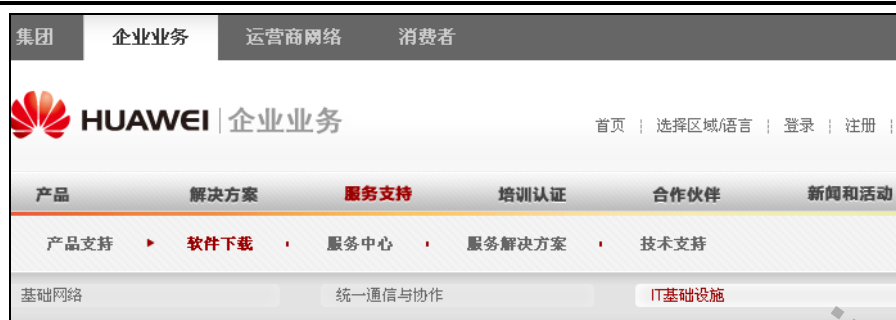 集团 企业业务 运营商网络 消费者
HUAWEI | 企业业务
首页 | 选择区域/语言 | 登录 | 注册 |
产品 解决方案 服务支持 培训认证 合作伙伴 新闻和活动
产品支持 软件下载 服务中心 服务解决方案 技术支持
基础网络 统一通信与协作 IT基础设施